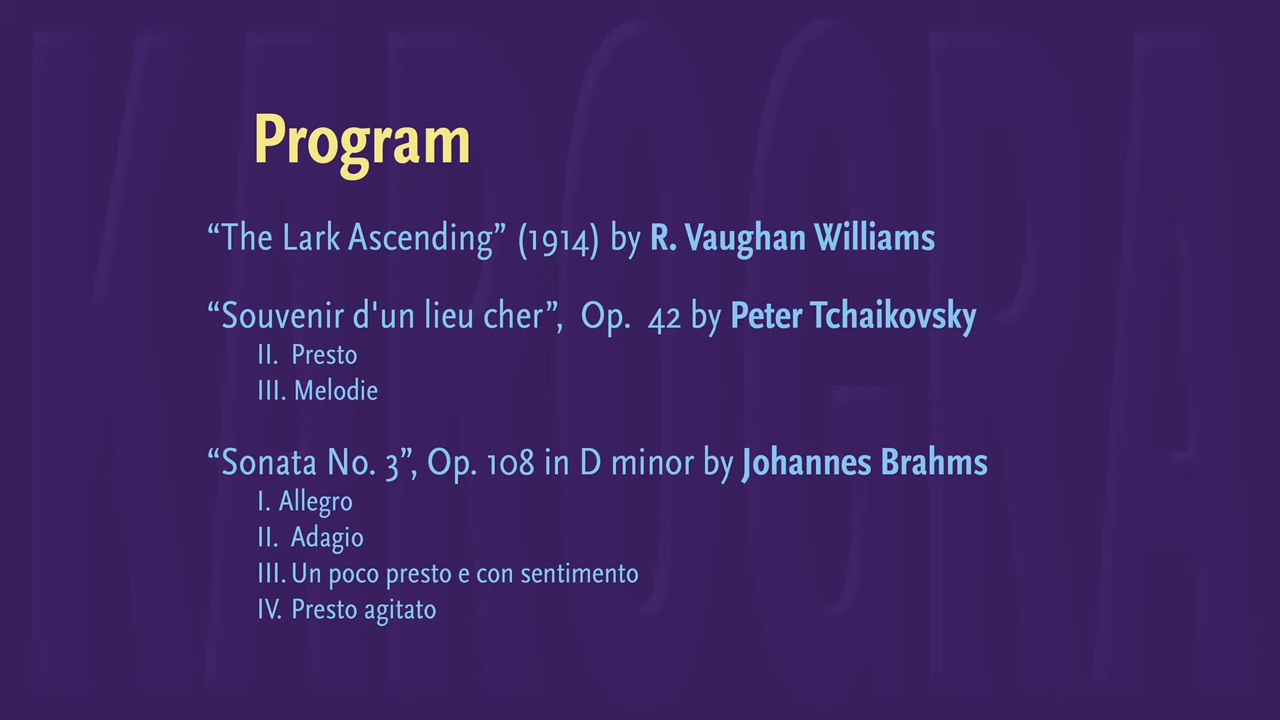 Program
“The Lark Ascending” (1914) by R. Vaughan Williams
“Souvenir d'un lieu cher”, Op. 42 by Peter Tchaikovsky
II. Presto
III. Melodie
“Sonata No. 3”, Op. 108 in D minor by Johannes Brahms
I. Allegro
II. Adagio
III. Un poco presto e con sentimento
IV. Presto agitato